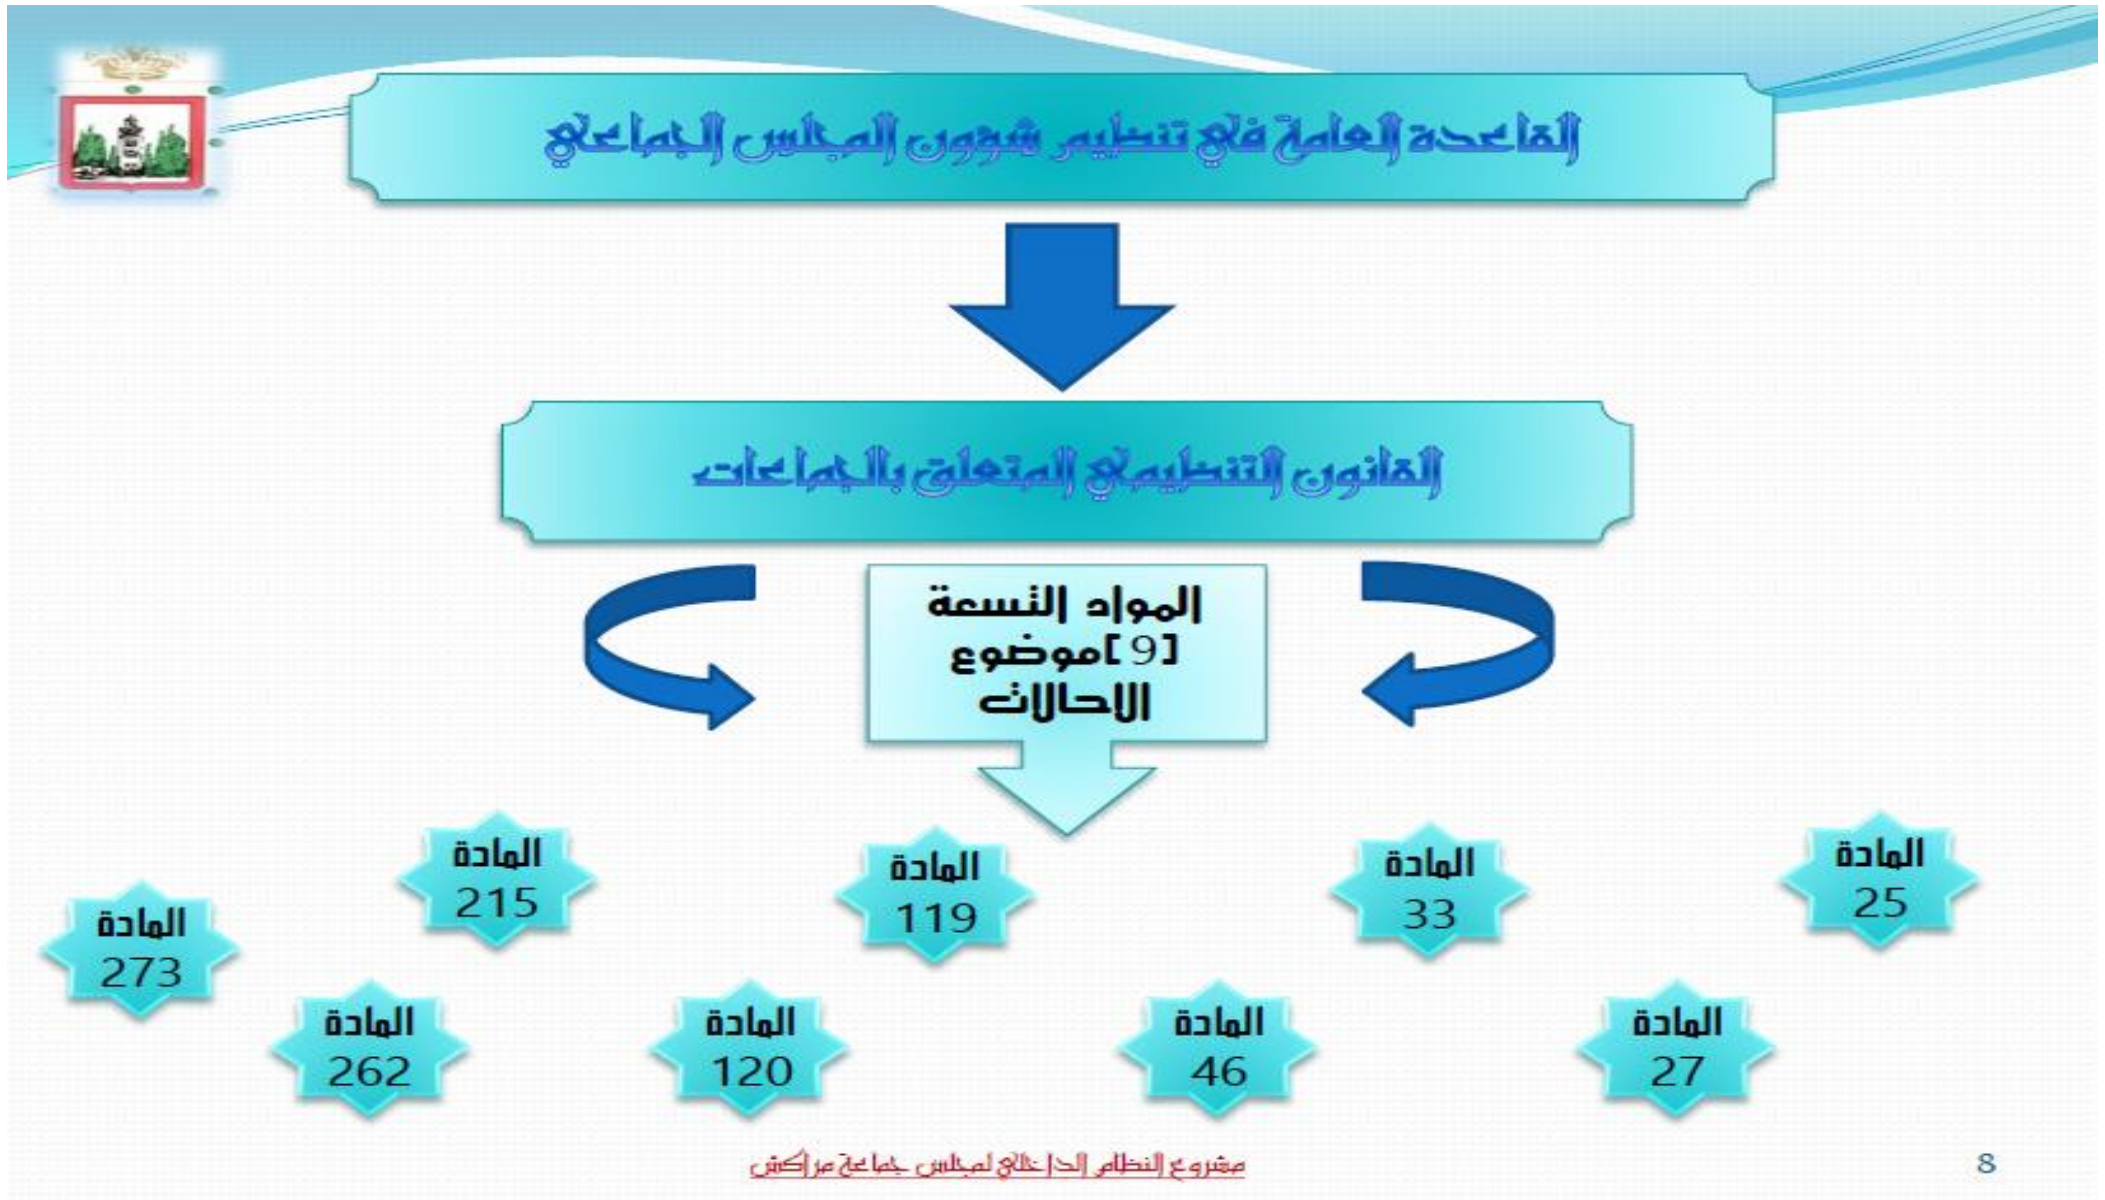 القاعدة العامة في تنظيم شؤون المجلس الجماعي
القانون التنظيمي المتعلق بالجماعات
المواد التسعة
[9]موضوع
الاحالات
المادة
25
المادة
27
المادة
33
المادة
46
المادة
119
المادة
120
المادة
215
المادة
262
المادة
273
مشروع النظام الداخلي لمجلس جماعة مراكش
8